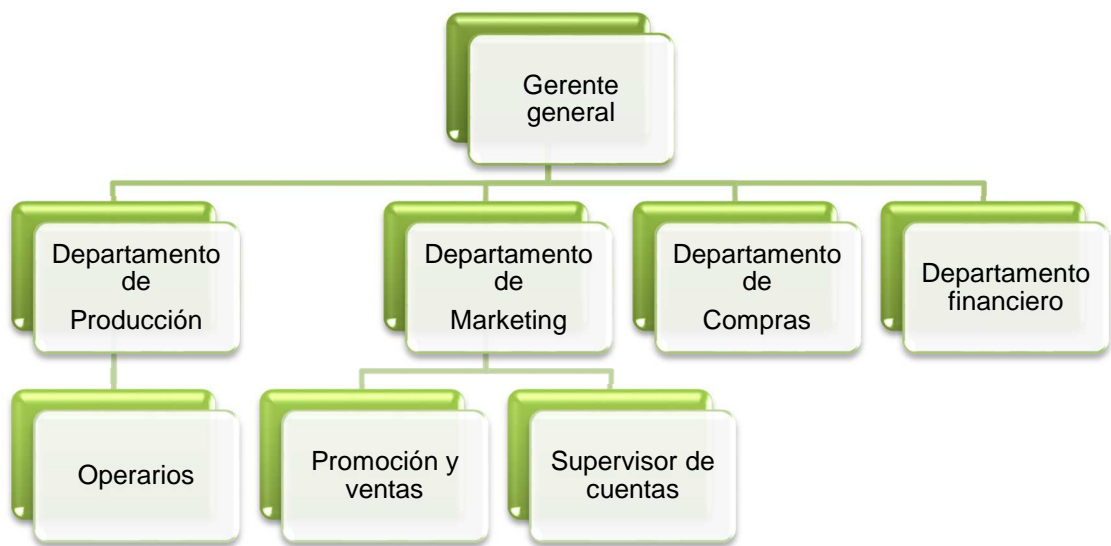 Gerente
general
Departamento
de
Producción
Departamento
de
Marketing
Departamento
de
Compras
Departamento
financiero
Operarios
Promoción y
ventas
Supervisor de
cuentas